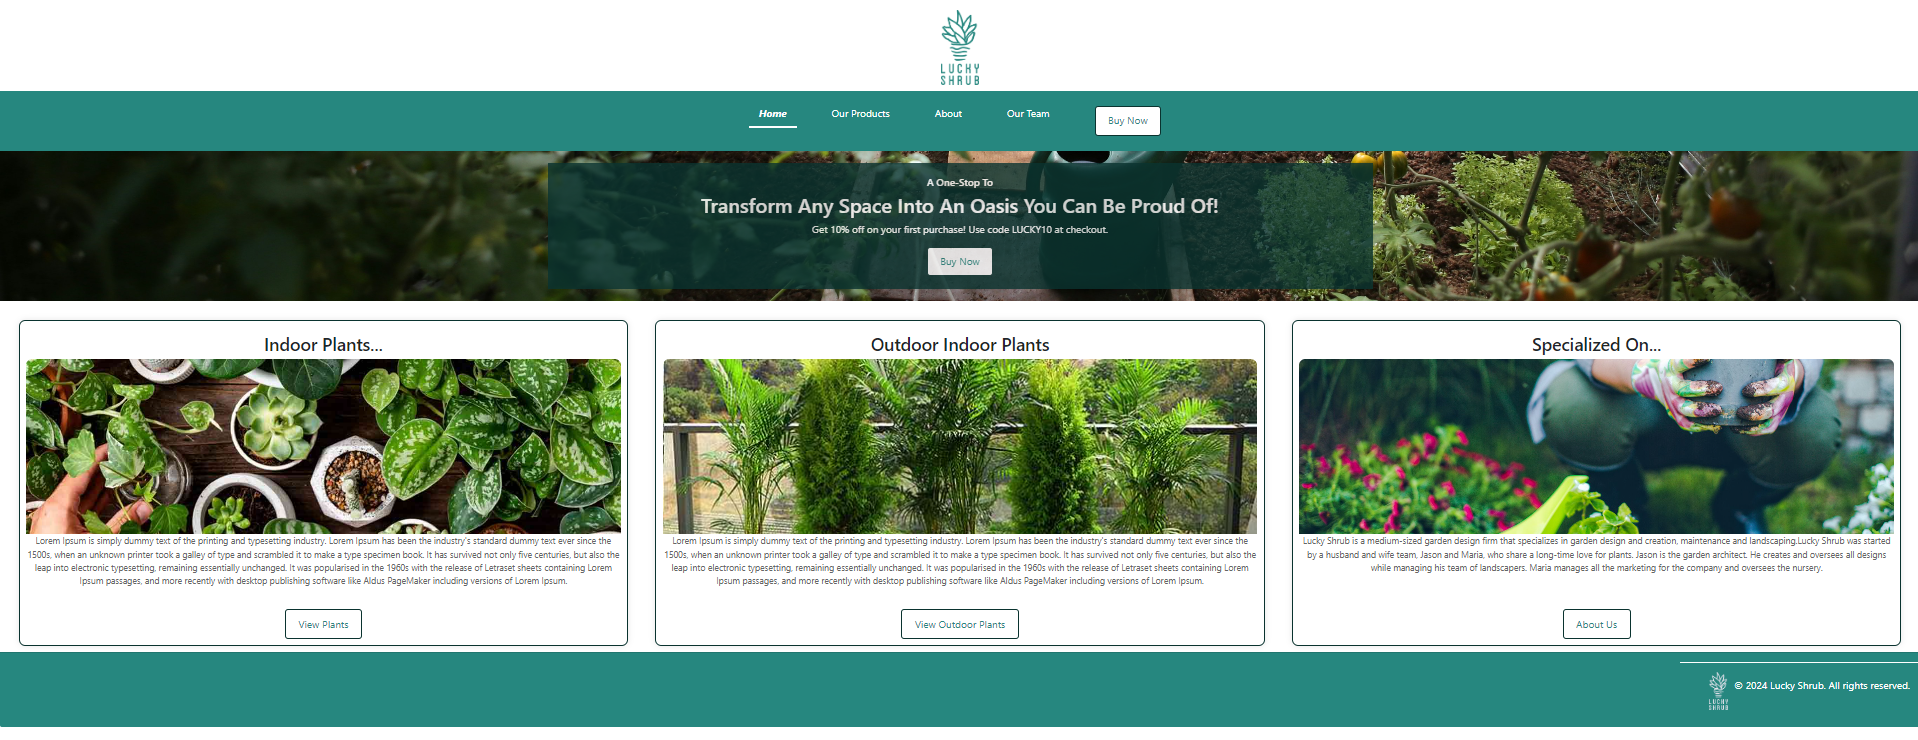 LUCKY
SHRUB
Home
Our Products
About
Our Team
Buy Now
A One-Stop To
Transform Any Space Into An Oasis You Can Be Proud Of!
Get 10% off on your first purchase! Use code LUCKY10 at checkout.
Buy Now
Indoor Plants...
Lorem Ipsum is simply dummy text of the printing and typesetting industry. Lorem Ipsum has been the industry's standard dummy text ever since the
1500s, when an unknown printer took a galley of type and scrambled it to make a type specimen book. It has survived not only five centuries, but also the
leap into electronic typesetting, remaining essentially unchanged. It was popularised in the 1960s with the release of Letraset sheets containing Lorem
Ipsum passages, and more recently with desktop publishing software like Aldus PageMaker including versions of Lorem Ipsum.
View Plants
Outdoor Indoor Plants
Lorem Ipsum is simply dummy text of the printing and typesetting industry. Lorem Ipsum has been the industry's standard dummy text ever since the
1500s, when an unknown printer took a galley of type and scrambled it to make a type specimen book. It has survived not only five centuries, but also the
leap into electronic typesetting, remaining essentially unchanged. It was popularised in the 1960s with the release of Letraset sheets containing Lorem
Ipsum passages, and more recently with desktop publishing software like Aldus PageMaker including versions of Lorem Ipsum.
View Outdoor Plants
Specialized On...
Lucky Shrub is a medium-sized garden design firm that specializes in garden design and creation, maintenance and landscaping.Lucky Shrub was started
by a husband and wife team, Jason and Maria, who share a long-time love for plants. Jason is the garden architect. He creates and oversees all designs
while managing his team of landscapers. Maria manages all the marketing for the company and oversees the nursery.
About Us
LUCKY
SHRUB
© 2024 Lucky Shrub. All rights reserved.